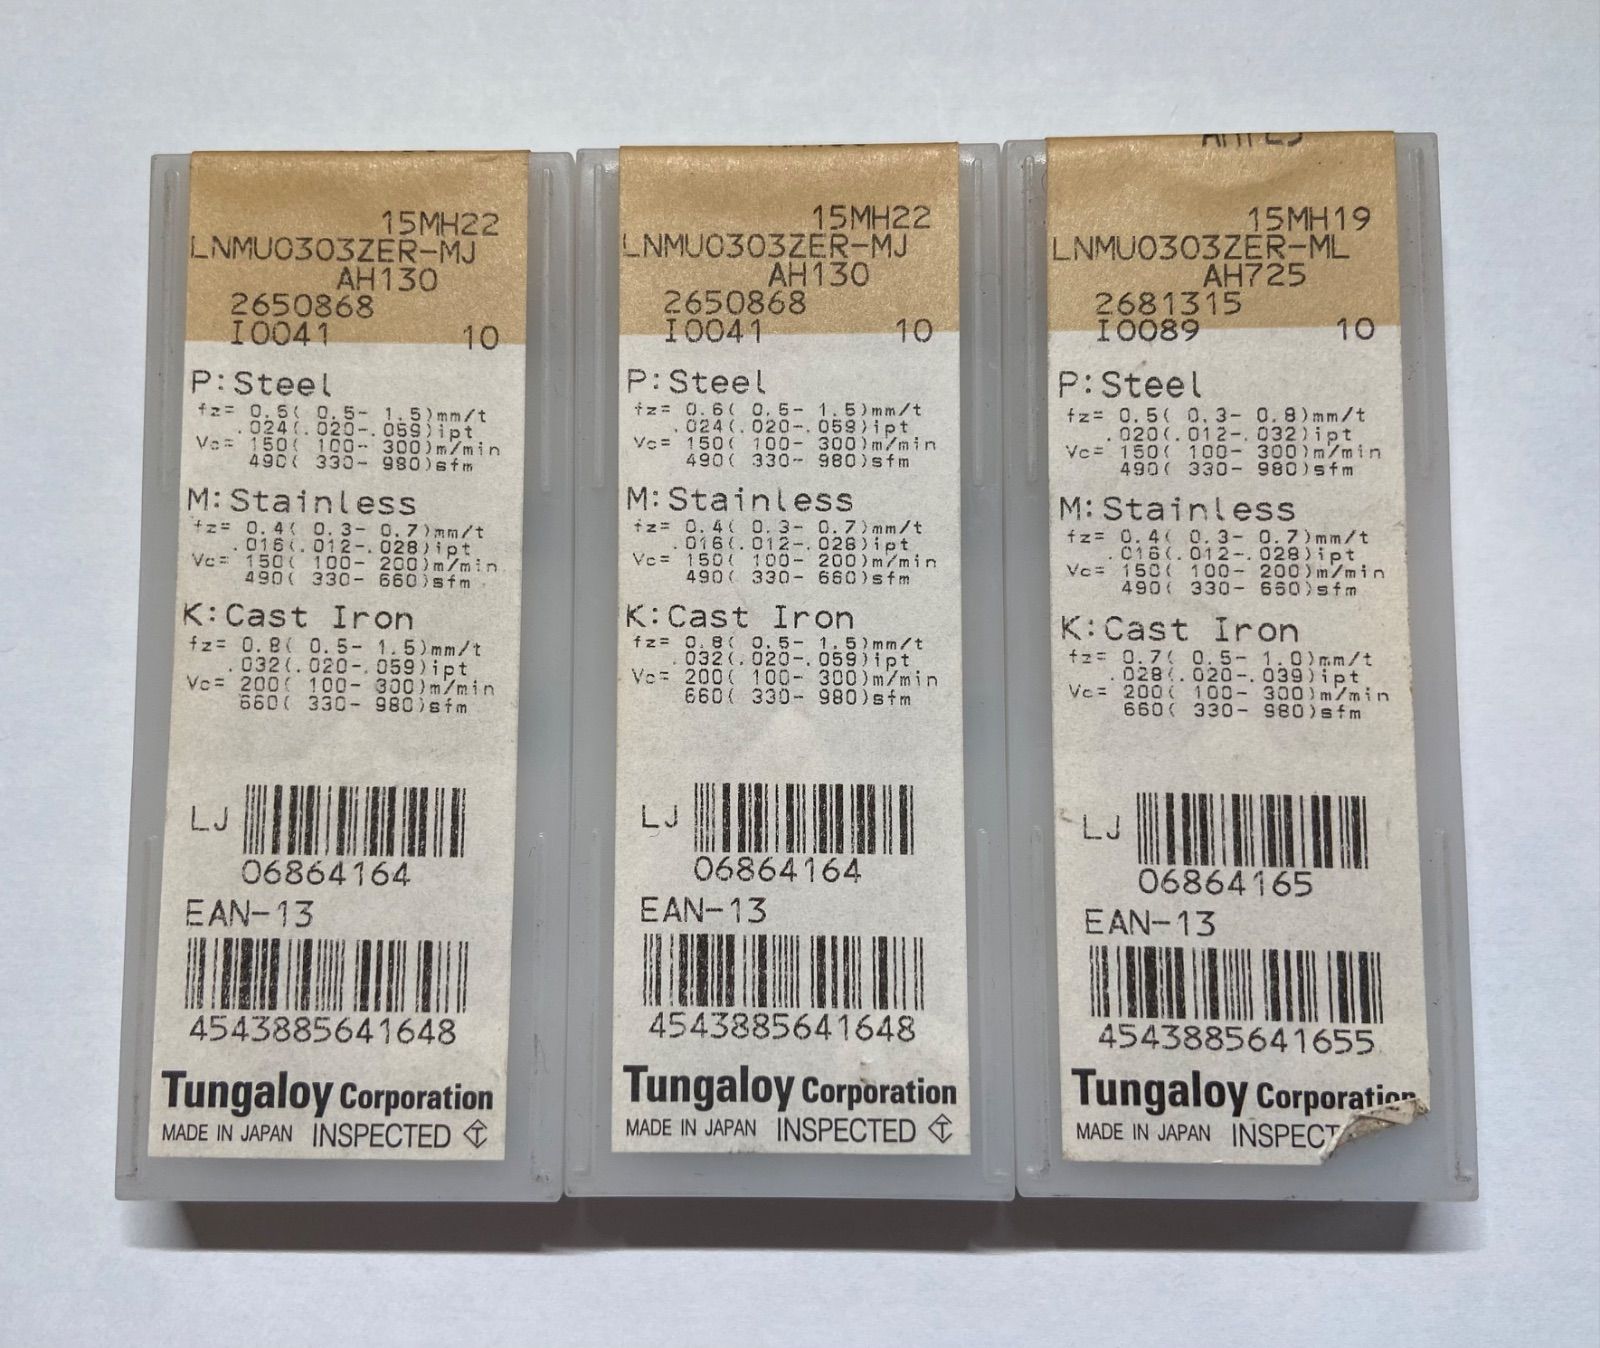 15MH22
LNMU0303ZER-MJ
AH130
2650868
I0041 10
P:Steel
fz= 0.6( 0.5- 1.5)mm/t
.024(.020-.059)ipt
Vc= 150( 100- 300)m/min
490( 330- 980)sfm
M:Stainless
fz= 0.4( 0.3- 0.7)mm/t
.016(.012-.028)ipt
Vc= 150( 100- 200)m/min
490( 330- 660)sfm
K:Cast Iron
fz= 0.8( 0.5- 1.5)mm/t
.032(.020-.059)ipt
Vc= 200( 100- 300)m/min
660( 330- 980)sfm
LJ
06864164
EAN-13
4543885641648
Tungaloy Corporation
MADE IN JAPAN INSPECTED
15MH22
LNMU0303ZER-MJ
AH130
2650868
I0041 10
P:Steel
fz= 0.6( 0.5- 1.5)mm/t
.024(.020-.059)ipt
Vc= 150( 100- 300)m/min
490( 330- 980)sfm
M:Stainless
fz= 0.4( 0.3- 0.7)mm/t
.016(.012-.028)ipt
Vc= 150( 100- 200)m/min
490( 330- 660)sfm
K:Cast Iron
fz= 0.8( 0.5- 1.5)mm/t
.032(.020-.059)ipt
Vc= 200( 100- 300)m/min
660( 330- 980)sfm
LJ
06864164
EAN-13
4543885641648
Tungaloy Corporation
MADE IN JAPAN INSPECTED
15MH19
LNMU0303ZER-ML
AH725
2681315
I0089 10
P:Steel
fz= 0.5( 0.3- 0.8)mm/t
.020(.012-.032)ipt
Vc= 150( 100- 300)m/min
490( 330- 980)sfm
M:Stainless
fz= 0.4( 0.3- 0.7)mm/t
.016(.012-.028)ipt
Vc= 150( 100- 200)m/min
490( 330- 660)sfm
K:Cast Iron
fz= 0.7( 0.5- 1.0)mm/t
.028(.020-.039)ipt
Vc= 200( 100- 300)m/min
660( 330- 980)sfm
LJ
06864165
EAN-13
4543885641655
Tungaloy Corporation
MADE IN JAPAN INSPECT